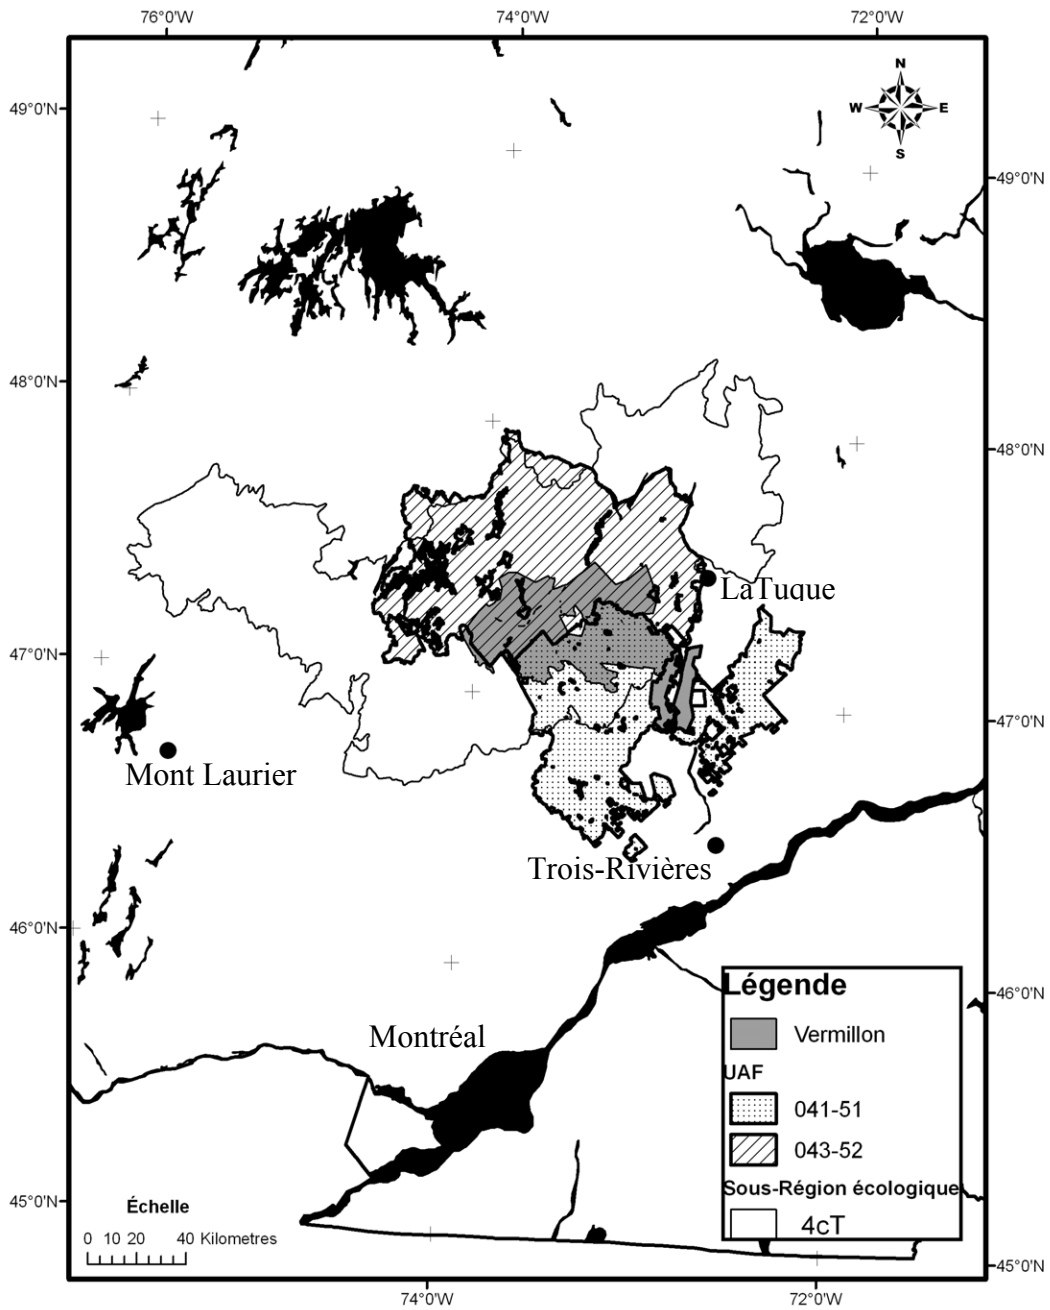 76°0'W
74°0'W
72°0'W
N
W
E
S
49°0'N
49°0'N
48°0'N
48°0'N
LaTuque
47°0'N
47°0'N
Mont Laurier
Trois-Rivières
46°0'N
46°0'N
Légende
Vermillon
Montréal
UAF
041-51
043-52
Sous-Région écologique
4cT
45°0'N
Échelle
0 10 20 40 Kilometres
45°0'N
74°0'W
72°0'W